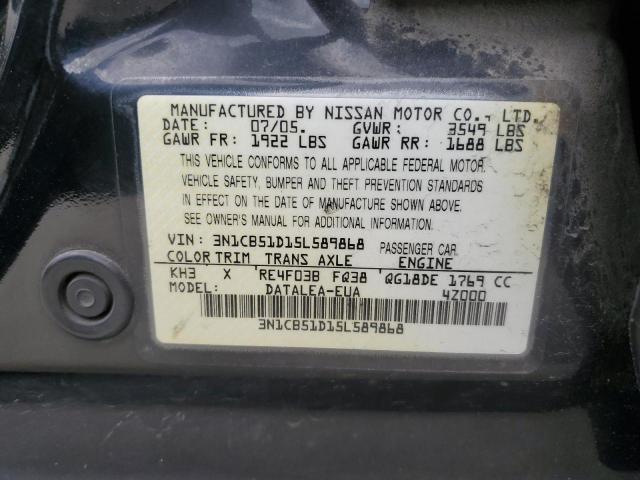 MANUFACTURED BY NISSAN MOTOR CO., LTD.
DATE: 07/05. GVWR: 3549 LBS
GAWR FR: 1922 LBS GAWR RR: 1688 LBS
THIS VEHICLE CONFORMS TO ALL APPLICABLE FEDERAL MOTOR.
VEHICLE SAFETY, BUMPER AND THEFT PREVENTION STANDARDS
IN EFFECT ON THE DATE OF MANUFACTURE SHOWN ABOVE.
SEE OWNER'S MANUAL FOR ADDITIONAL INFORMATION.
VIN: 3N1CB51D15L589868 PASSENGER CAR.
COLOR TRIM TRANS AXLE ENGINE
KH3 X RE4F03B FQ38 QG18DE 1769 CC
MODEL: DATALEA-EUA 4Z000
3N1CB51D15L589868